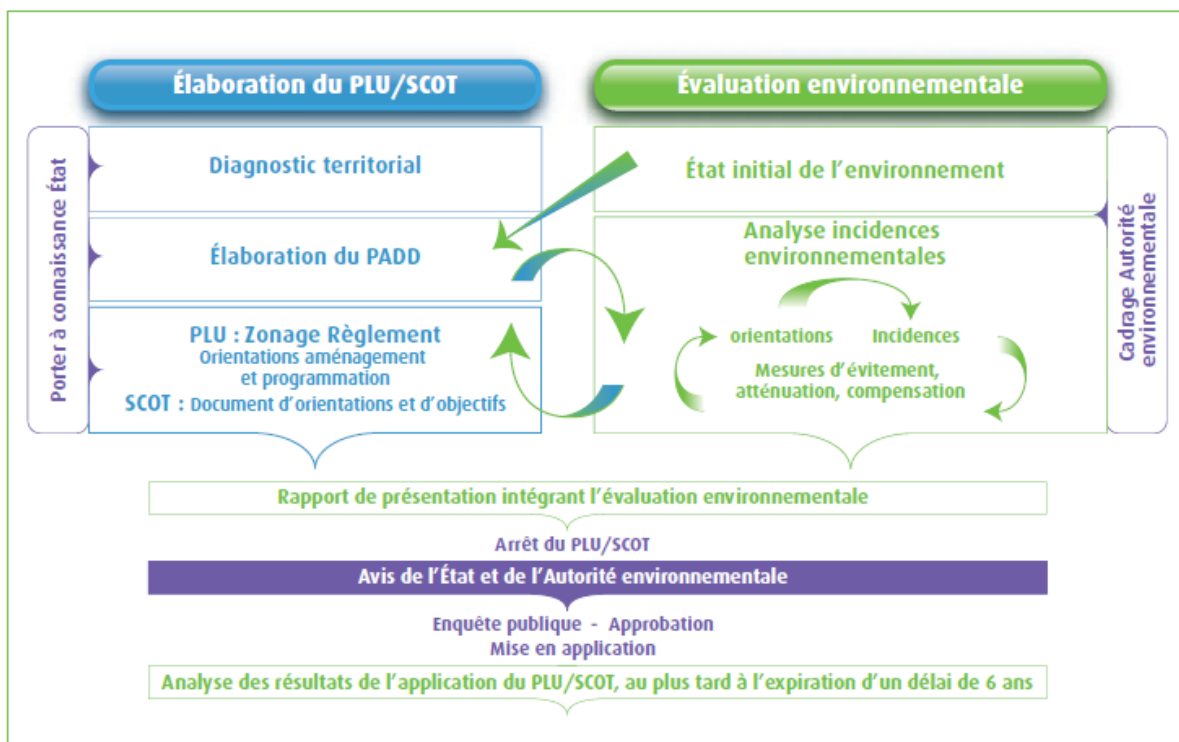 Élaboration du PLU/SCOT
Évaluation environnementale
Porter à connaissance État
Diagnostic territorial
Élaboration du PADD
PLU : Zonage Règlement
Orientations aménagement
et programmation
SCOT : Document d'orientations et d'objectifs
État initial de l'environnement
Analyse incidences
environnementales
orientations
Incidences
Mesures d'évitement,
atténuation, compensation
Cadrage Autorité
environnementale
Rapport de présentation intégrant l'évaluation environnementale
Arrêt du PLU/SCOT
Avis de l'État et de l'Autorité environnementale
Enquête publique - Approbation
Mise en application
Analyse des résultats de l'application du PLU/SCOT, au plus tard à l'expiration d'un délai de 6 ans